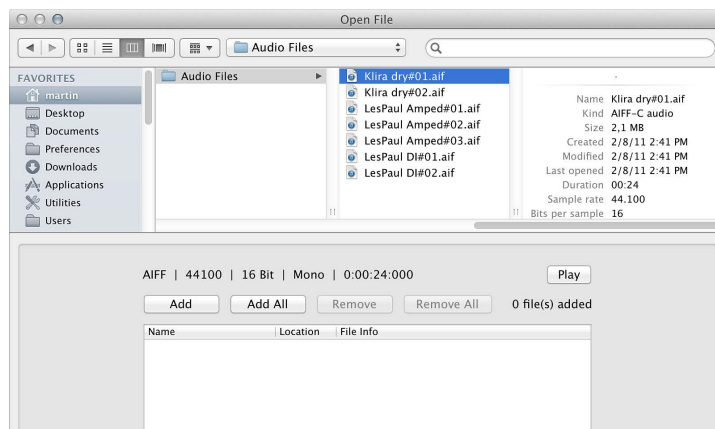 Open File
Audio Files
FAVORITES
martin
Desktop
Documents
Preferences
Downloads
Applications
Utilities
Users
Audio Files
Klira dry#01.aif
Klira dry#02.aif
LesPaul Amped#01.aif
LesPaul Amped#02.aif
LesPaul Amped#03.aif
LesPaul DI#01.aif
LesPaul DI#02.aif
Name Klira dry#01.aif
Kind AIFF-C audio
Size 2,1 MB
Created 2/8/11 2:41 PM
Modified 2/8/11 2:41 PM
Last opened 2/8/11 2:41 PM
Duration 00:24
Sample rate 44.100
Bits per sample 16
AIFF | 44100 | 16 Bit | Mono | 0:00:24:000
Play
Add Add All Remove Remove All 0 file(s) added
Name Location File Info